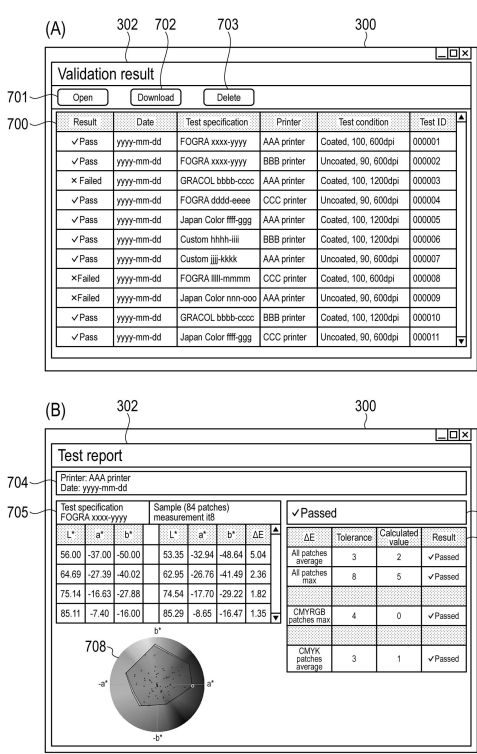 (A)
302 702 703 300
Validation result
701 Open Download Delete
700 Result Date Test specification Printer Test condition Test ID
✓Pass yyyy-mm-dd FOGRA xxxx-yyyy AAA printer Coated, 100, 600dpi 000001
✓Pass yyyy-mm-dd FOGRA xxxx-yyyy BBB printer Uncoated, 90, 600dpi 000002
×Failed yyyy-mm-dd GRACOL bbbb-cccc AAA printer Coated, 100, 1200dpi 000003
✓Pass yyyy-mm-dd FOGRA dddd-eeee CCC printer Uncoated, 90, 600dpi 000004
✓Pass yyyy-mm-dd Japan Color ffff-ggg AAA printer Coated, 100, 1200dpi 000005
✓Pass yyyy-mm-dd Custom hhhh-iiii BBB printer Coated, 100, 1200dpi 000006
✓Pass yyyy-mm-dd Custom jjjj-kkkk AAA printer Uncoated, 90, 600dpi 000007
×Failed yyyy-mm-dd FOGRA lllll-mmmm CCC printer Coated, 100, 600dpi 000008
×Failed yyyy-mm-dd Japan Color nnn-ooo AAA printer Uncoated, 90, 600dpi 000009
✓Pass yyyy-mm-dd GRACOL bbbb-cccc BBB printer Coated, 100, 1200dpi 000010
✓Pass yyyy-mm-dd Japan Color ffff-ggg CCC printer Uncoated, 90, 600dpi 000011
(B)
302 300
Test report
704 Printer: AAA printer
Date: yyyy-mm-dd
705 Test specification
FOGRA xxxx-yyyy
Sample (84 patches)
measurement it8
L* a* b* L* a* b* ΔE
56.00 -37.00 -50.00 53.35 -32.94 -48.64 5.04
64.69 -27.39 -40.02 62.95 -26.76 -41.49 2.36
75.14 -16.63 -27.88 74.54 -17.70 -29.22 1.82
85.11 -7.40 -16.00 85.29 -8.65 -16.47 1.35
✓Passed
ΔE Tolerance Calculated value Result
All patches average 3 2 ✓Passed
All patches max 8 5 ✓Passed
CMYRGB patches max 4 0 ✓Passed
CMYK patches average 3 1 ✓Passed
708
b*
-a* a*
-b*